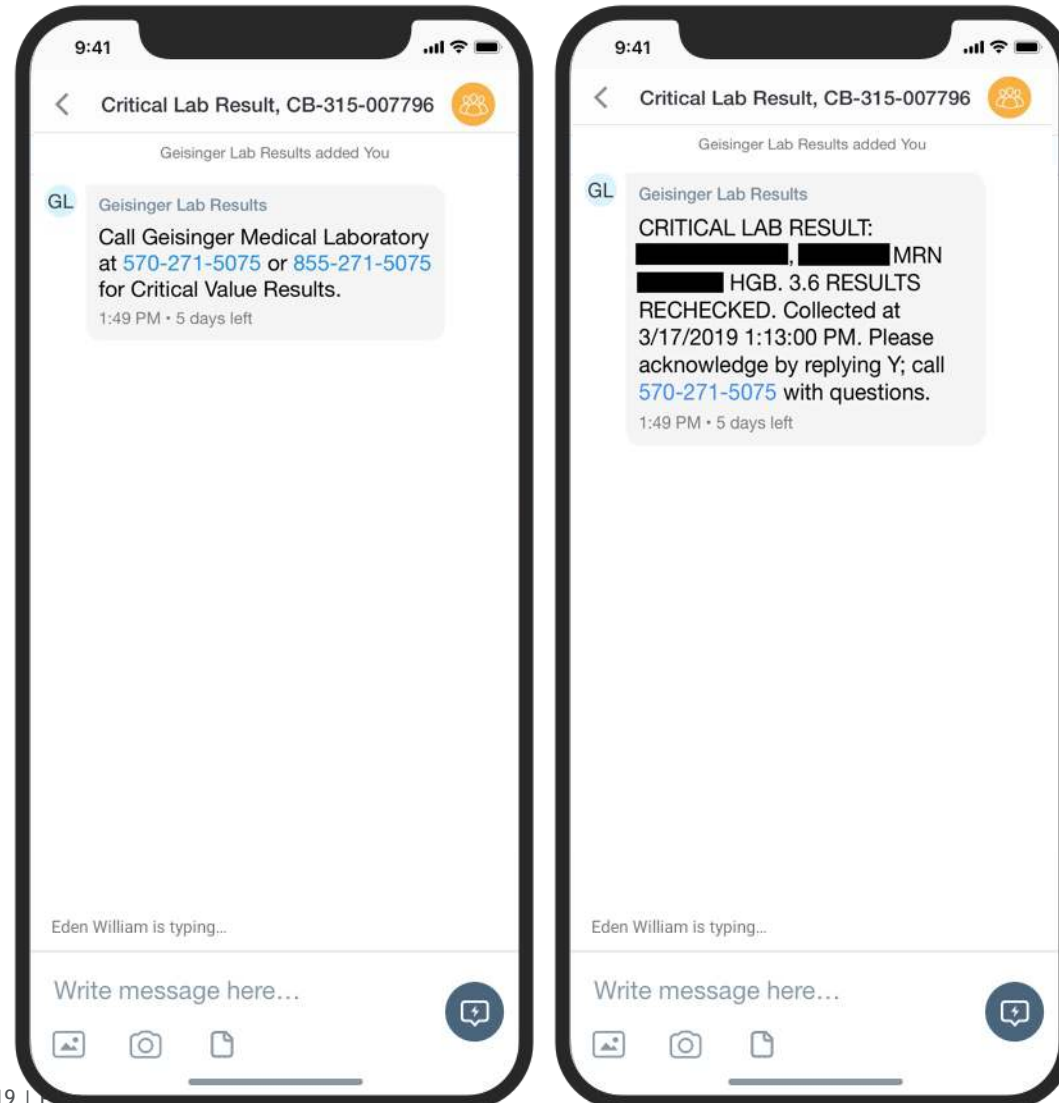 9:41
Critical Lab Result, CB-315-007796
Geisinger Lab Results added You
GL
Geisinger Lab Results
Call Geisinger Medical Laboratory
at 570-271-5075 or 855-271-5075
for Critical Value Results.
1:49 PM • 5 days left
Eden William is typing...
Write message here...
9:41
Critical Lab Result, CB-315-007796
Geisinger Lab Results added You
GL
Geisinger Lab Results
CRITICAL LAB RESULT:
, MRN
HGB. 3.6 RESULTS
RECHECKED. Collected at
3/17/2019 1:13:00 PM. Please
acknowledge by replying Y; call
570-271-5075 with questions.
1:49 PM • 5 days left
Eden William is typing...
Write message here...